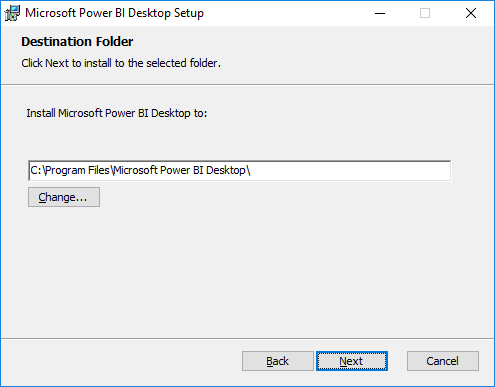 Microsoft Power BI Desktop Setup
Destination Folder
Click Next to install to the selected folder.
Install Microsoft Power BI Desktop to:
C:\Program Files\Microsoft Power BI Desktop\
Change...
Back Next Cancel